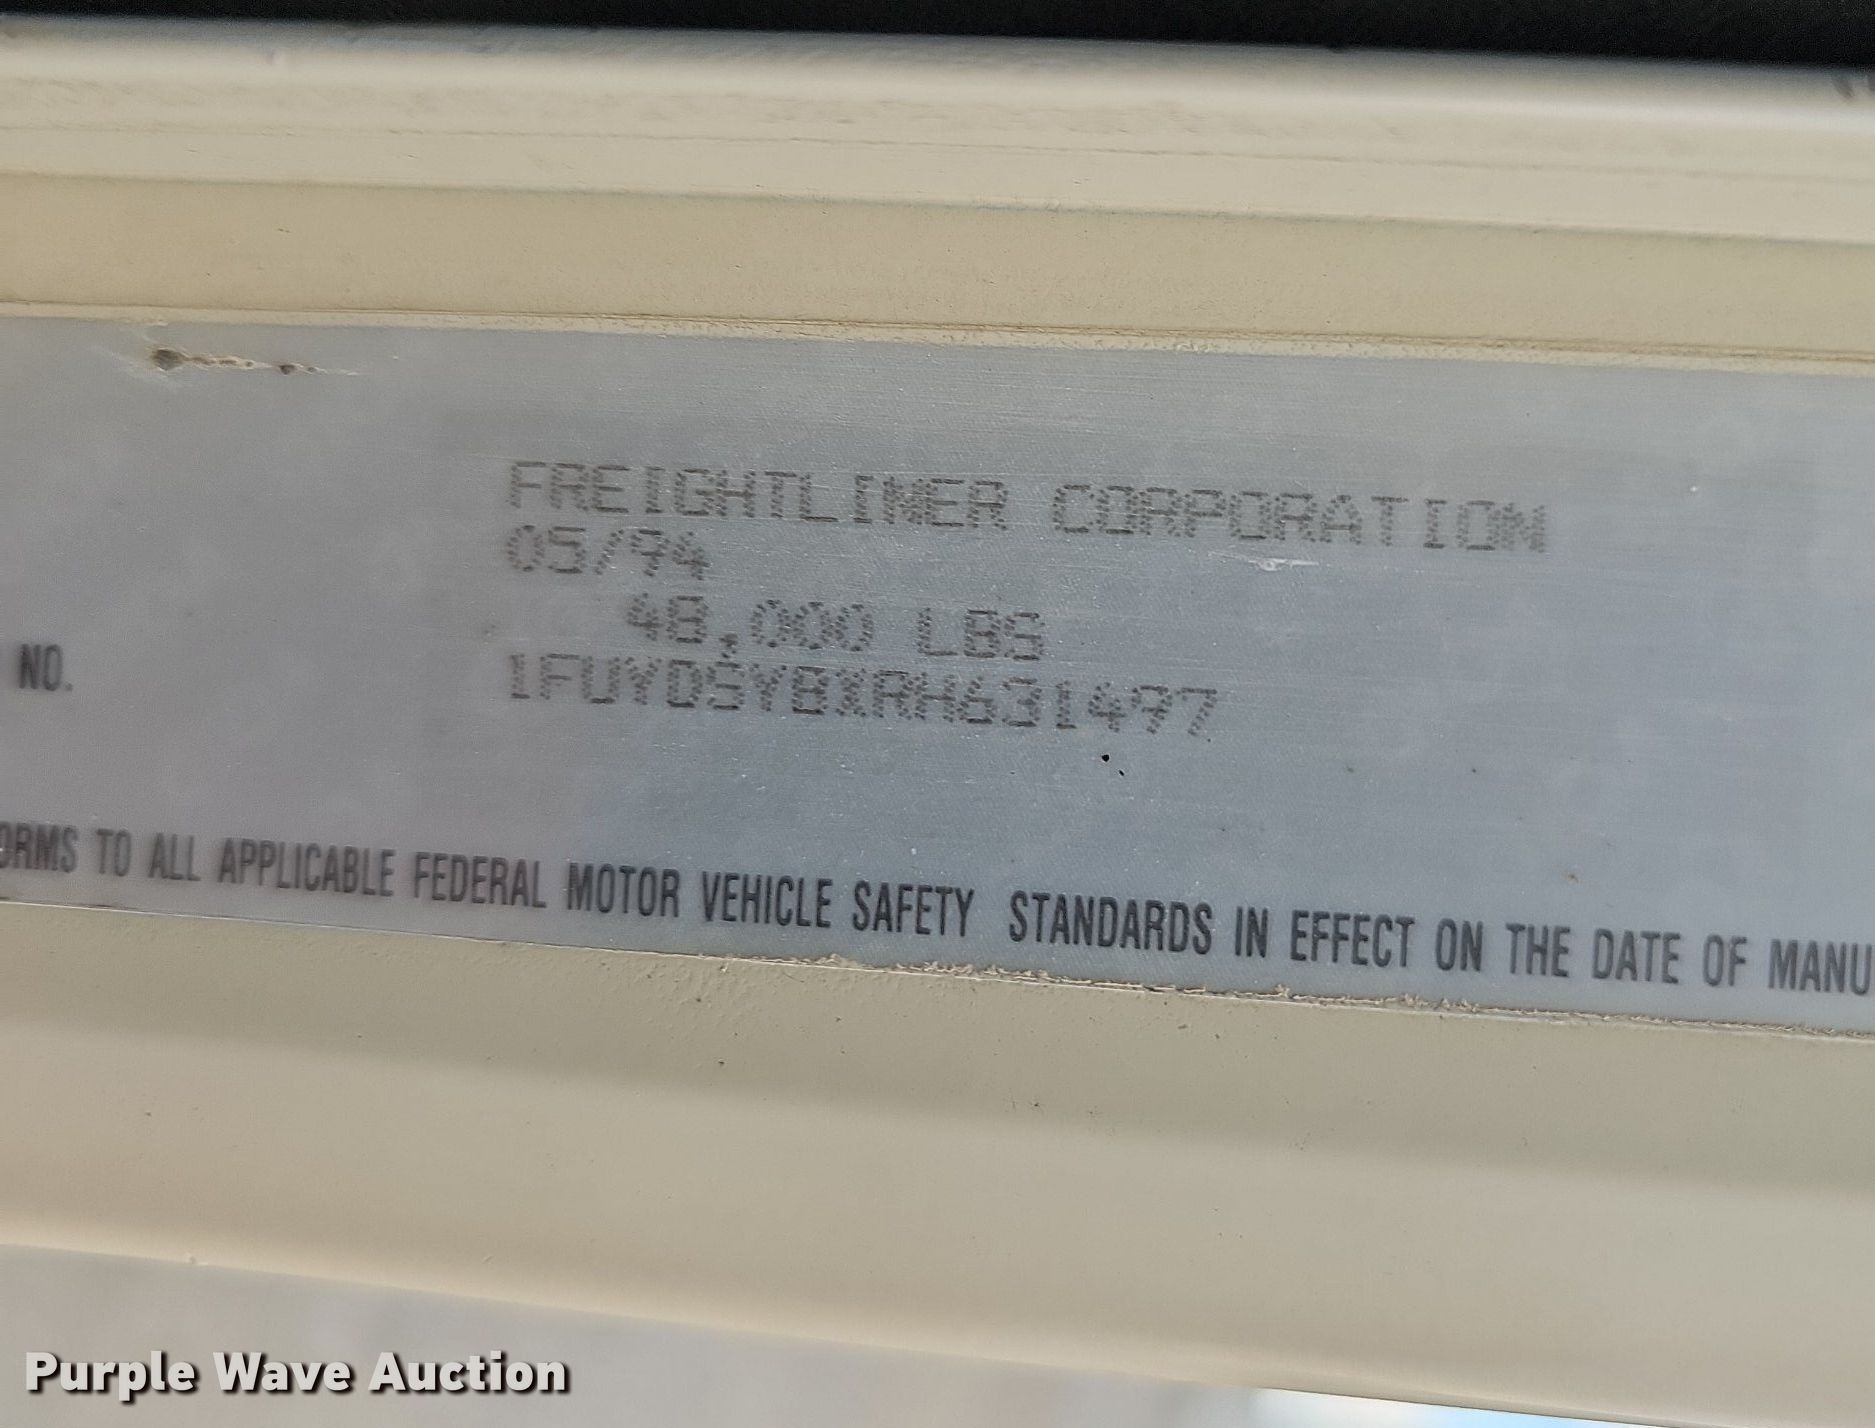 FREIGHTLINER CORPORATION
05/94
48,000 LBS
NO. 1FUYDSYBXRH631497
ORMS TO ALL APPLICABLE FEDERAL MOTOR VEHICLE SAFETY STANDARDS IN EFFECT ON THE DATE OF MANU
Purple Wave Auction